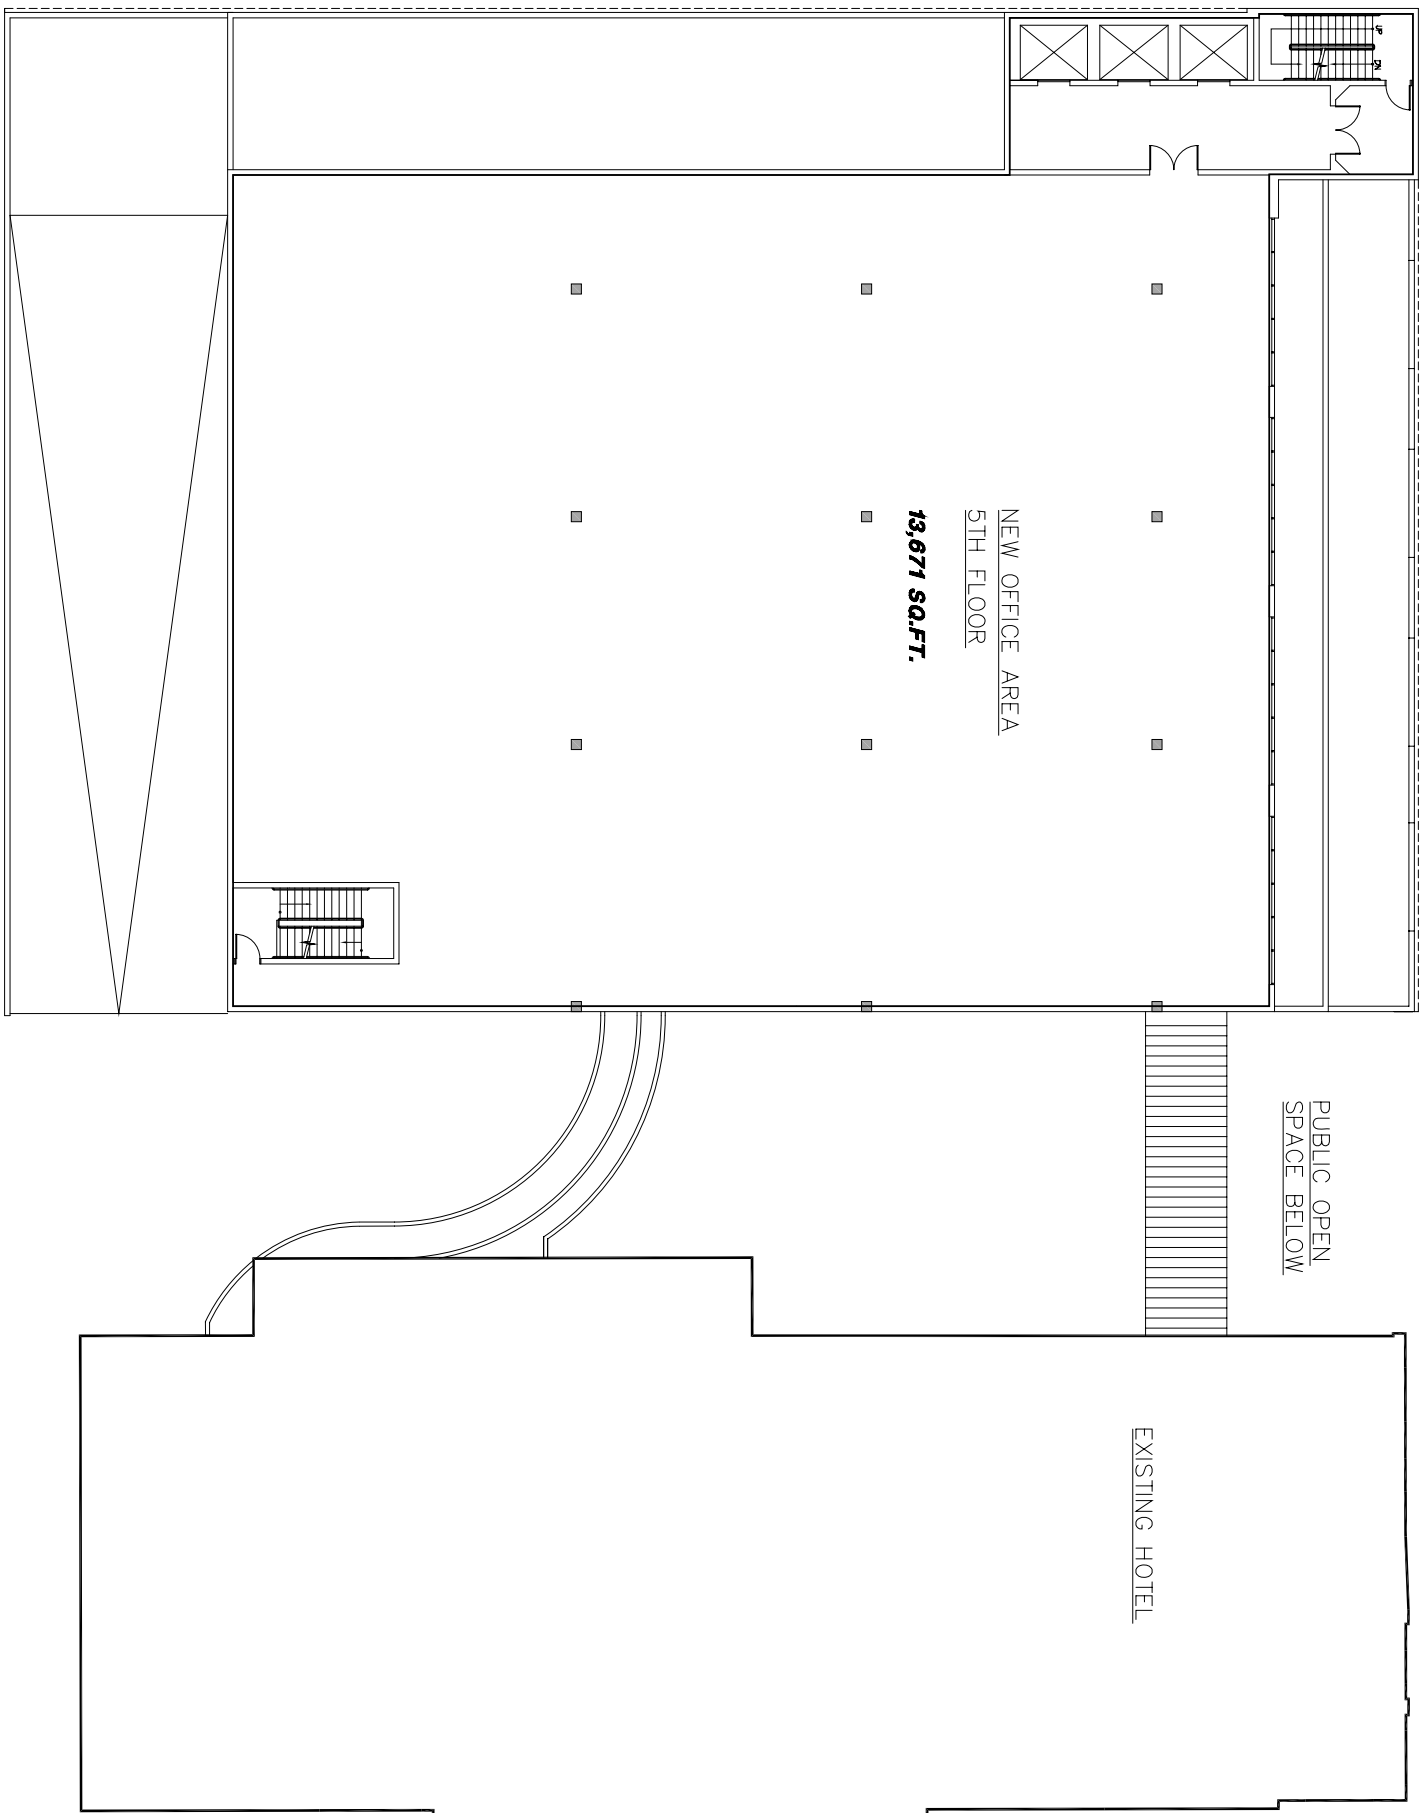 UP
DN
NEW OFFICE AREA
5TH FLOOR
13,671 SQ.FT.
PUBLIC OPEN
SPACE BELOW
EXISTING HOTEL